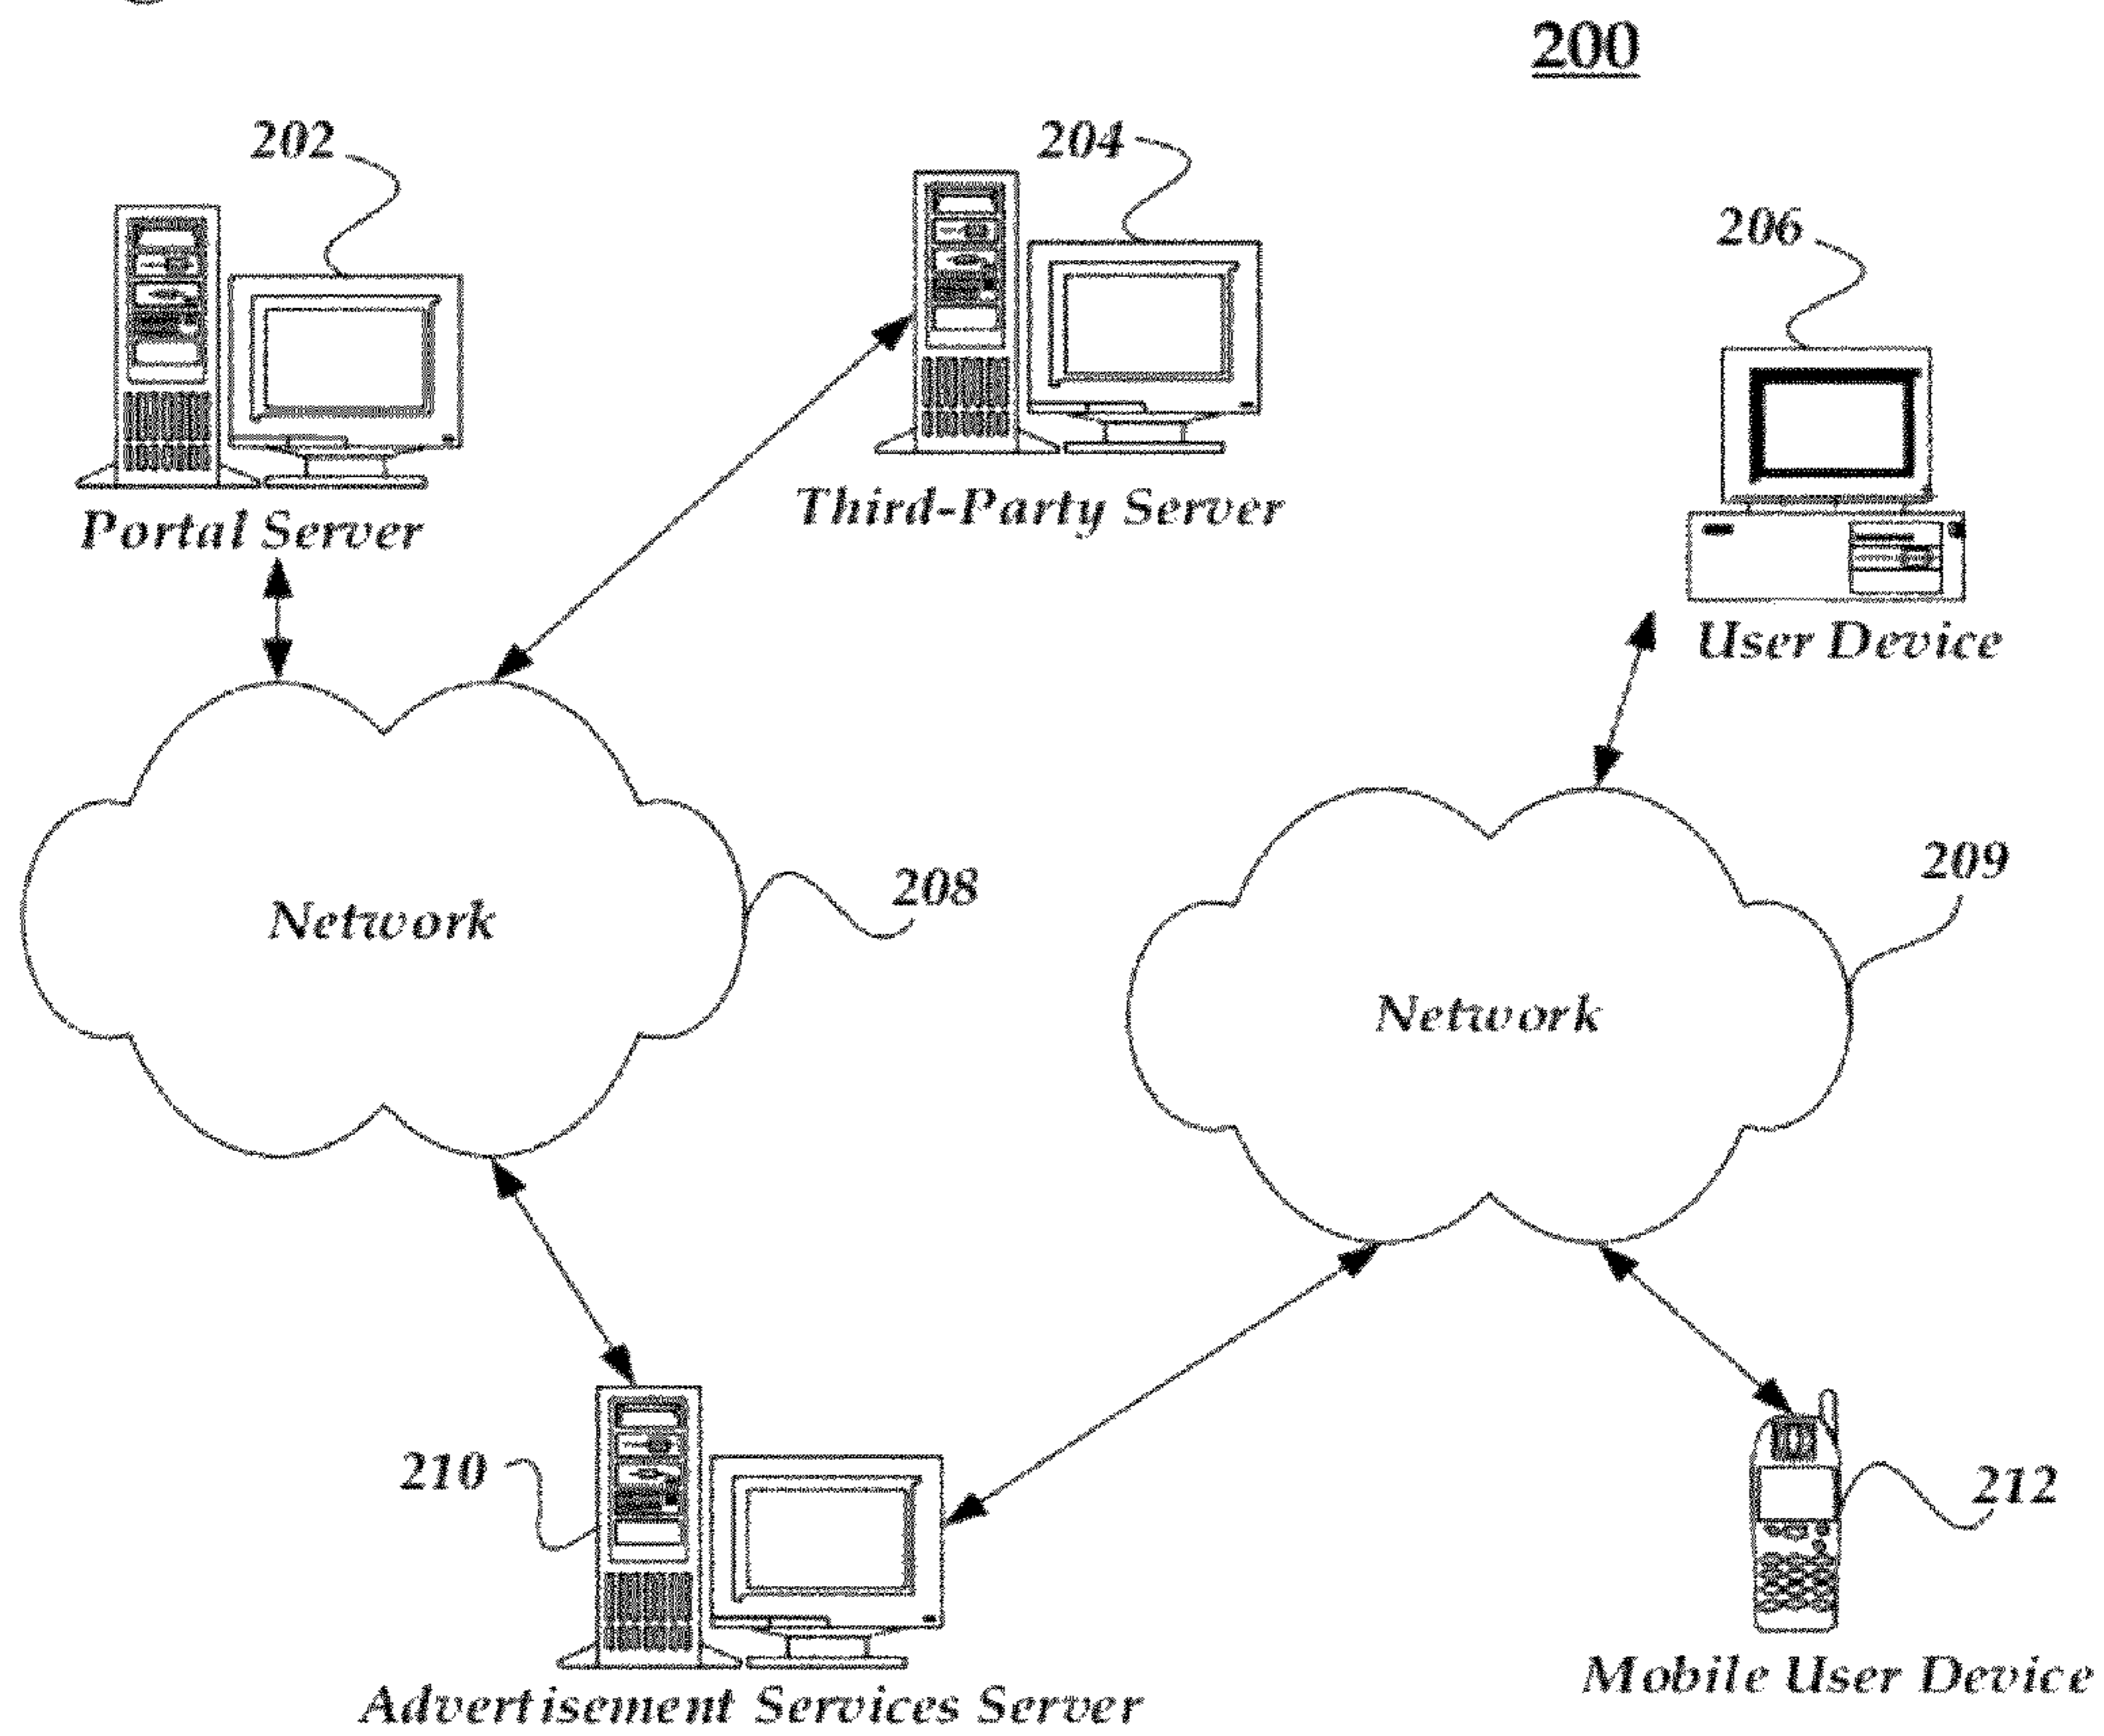 200
202
204
206
Portal Server
Third-Party Server
User Device
208
209
Network
Network
210
212
Advertisement Services Server
Mobile User Device